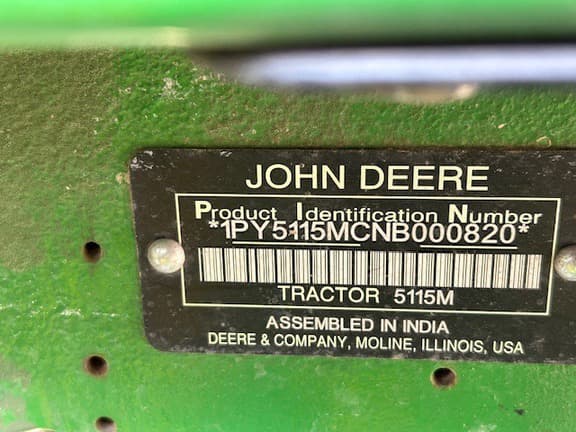 JOHN DEERE
Product Identification Number
*1PY5115MCNB000820*
TRACTOR 5115M
ASSEMBLED IN INDIA
DEERE & COMPANY, MOLINE, ILLINOIS, USA